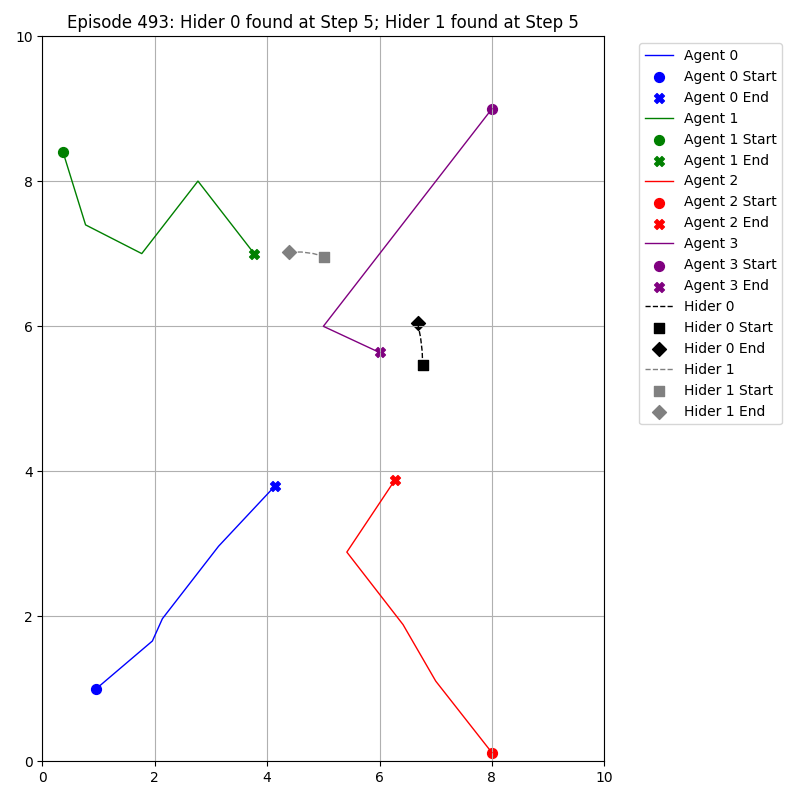 Episode 493: Hider 0 found at Step 5; Hider 1 found at Step 5
10
8
6
4
2
0
0 2 4 6 8 10
Agent 0
Agent 0 Start
Agent 0 End
Agent 1
Agent 1 Start
Agent 1 End
Agent 2
Agent 2 Start
Agent 2 End
Agent 3
Agent 3 Start
Agent 3 End
Hider 0
Hider 0 Start
Hider 0 End
Hider 1
Hider 1 Start
Hider 1 End